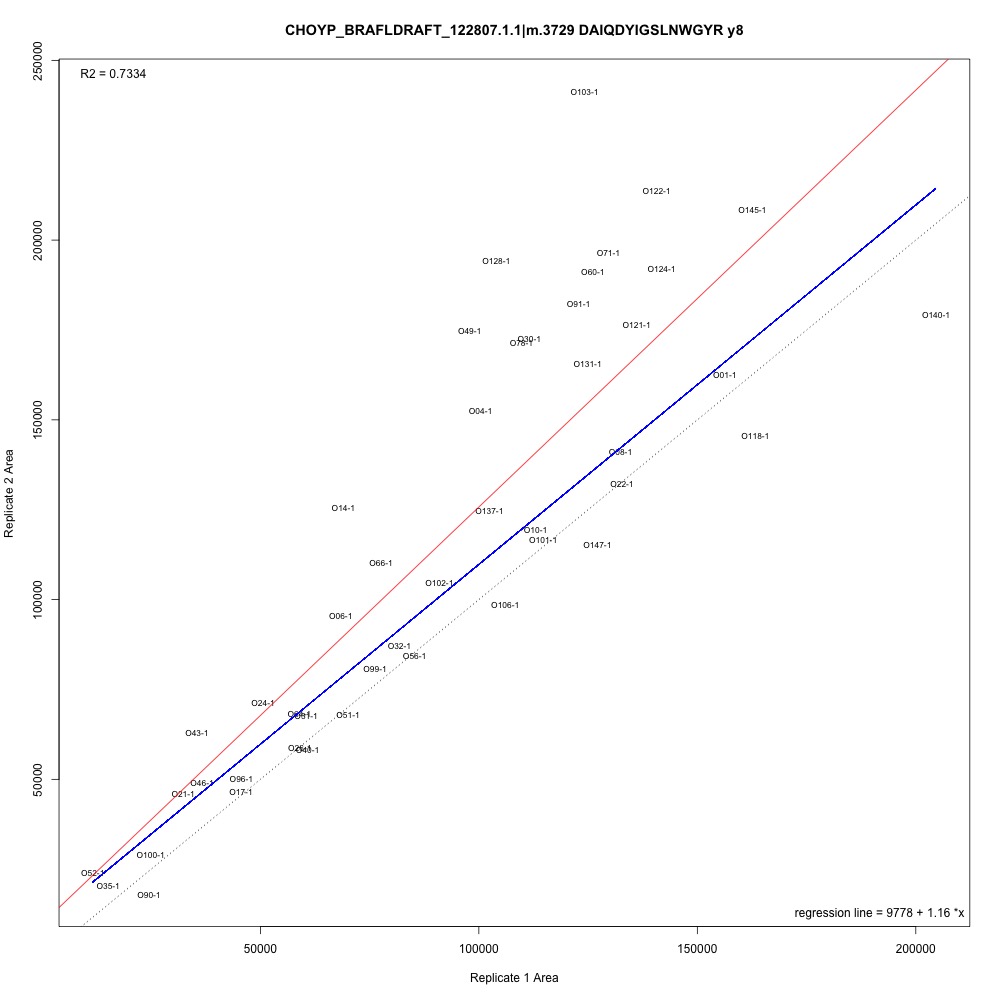 CHOYP_BRAFLDRAFT_122807.1.1|m.3729 DAIQDYIGSLNWGYR y8
R2 = 0.7334
250000
O103-1
O122-1
O145-1
200000
O71-1
O128-1
O124-1
O60-1
O91-1
O140-1
O121-1
O49-1
O30-1
O78-1
O131-1
O01-1
O04-1
150000
O118-1
O22-1
O14-1
O137-1
O10-1
O101-1
O147-1
O66-1
O102-1
100000
O106-1
O06-1
O32-1
O56-1
O99-1
O24-1
O51-1
O43-1
O40-1
O96-1
50000
O46-1
O17-1
O21-1
O100-1
O52-1
O35-1
O90-1
regression line = 9778 + 1.16 *x
50000
100000
150000
200000
Replicate 1 Area
Replicate 2 Area